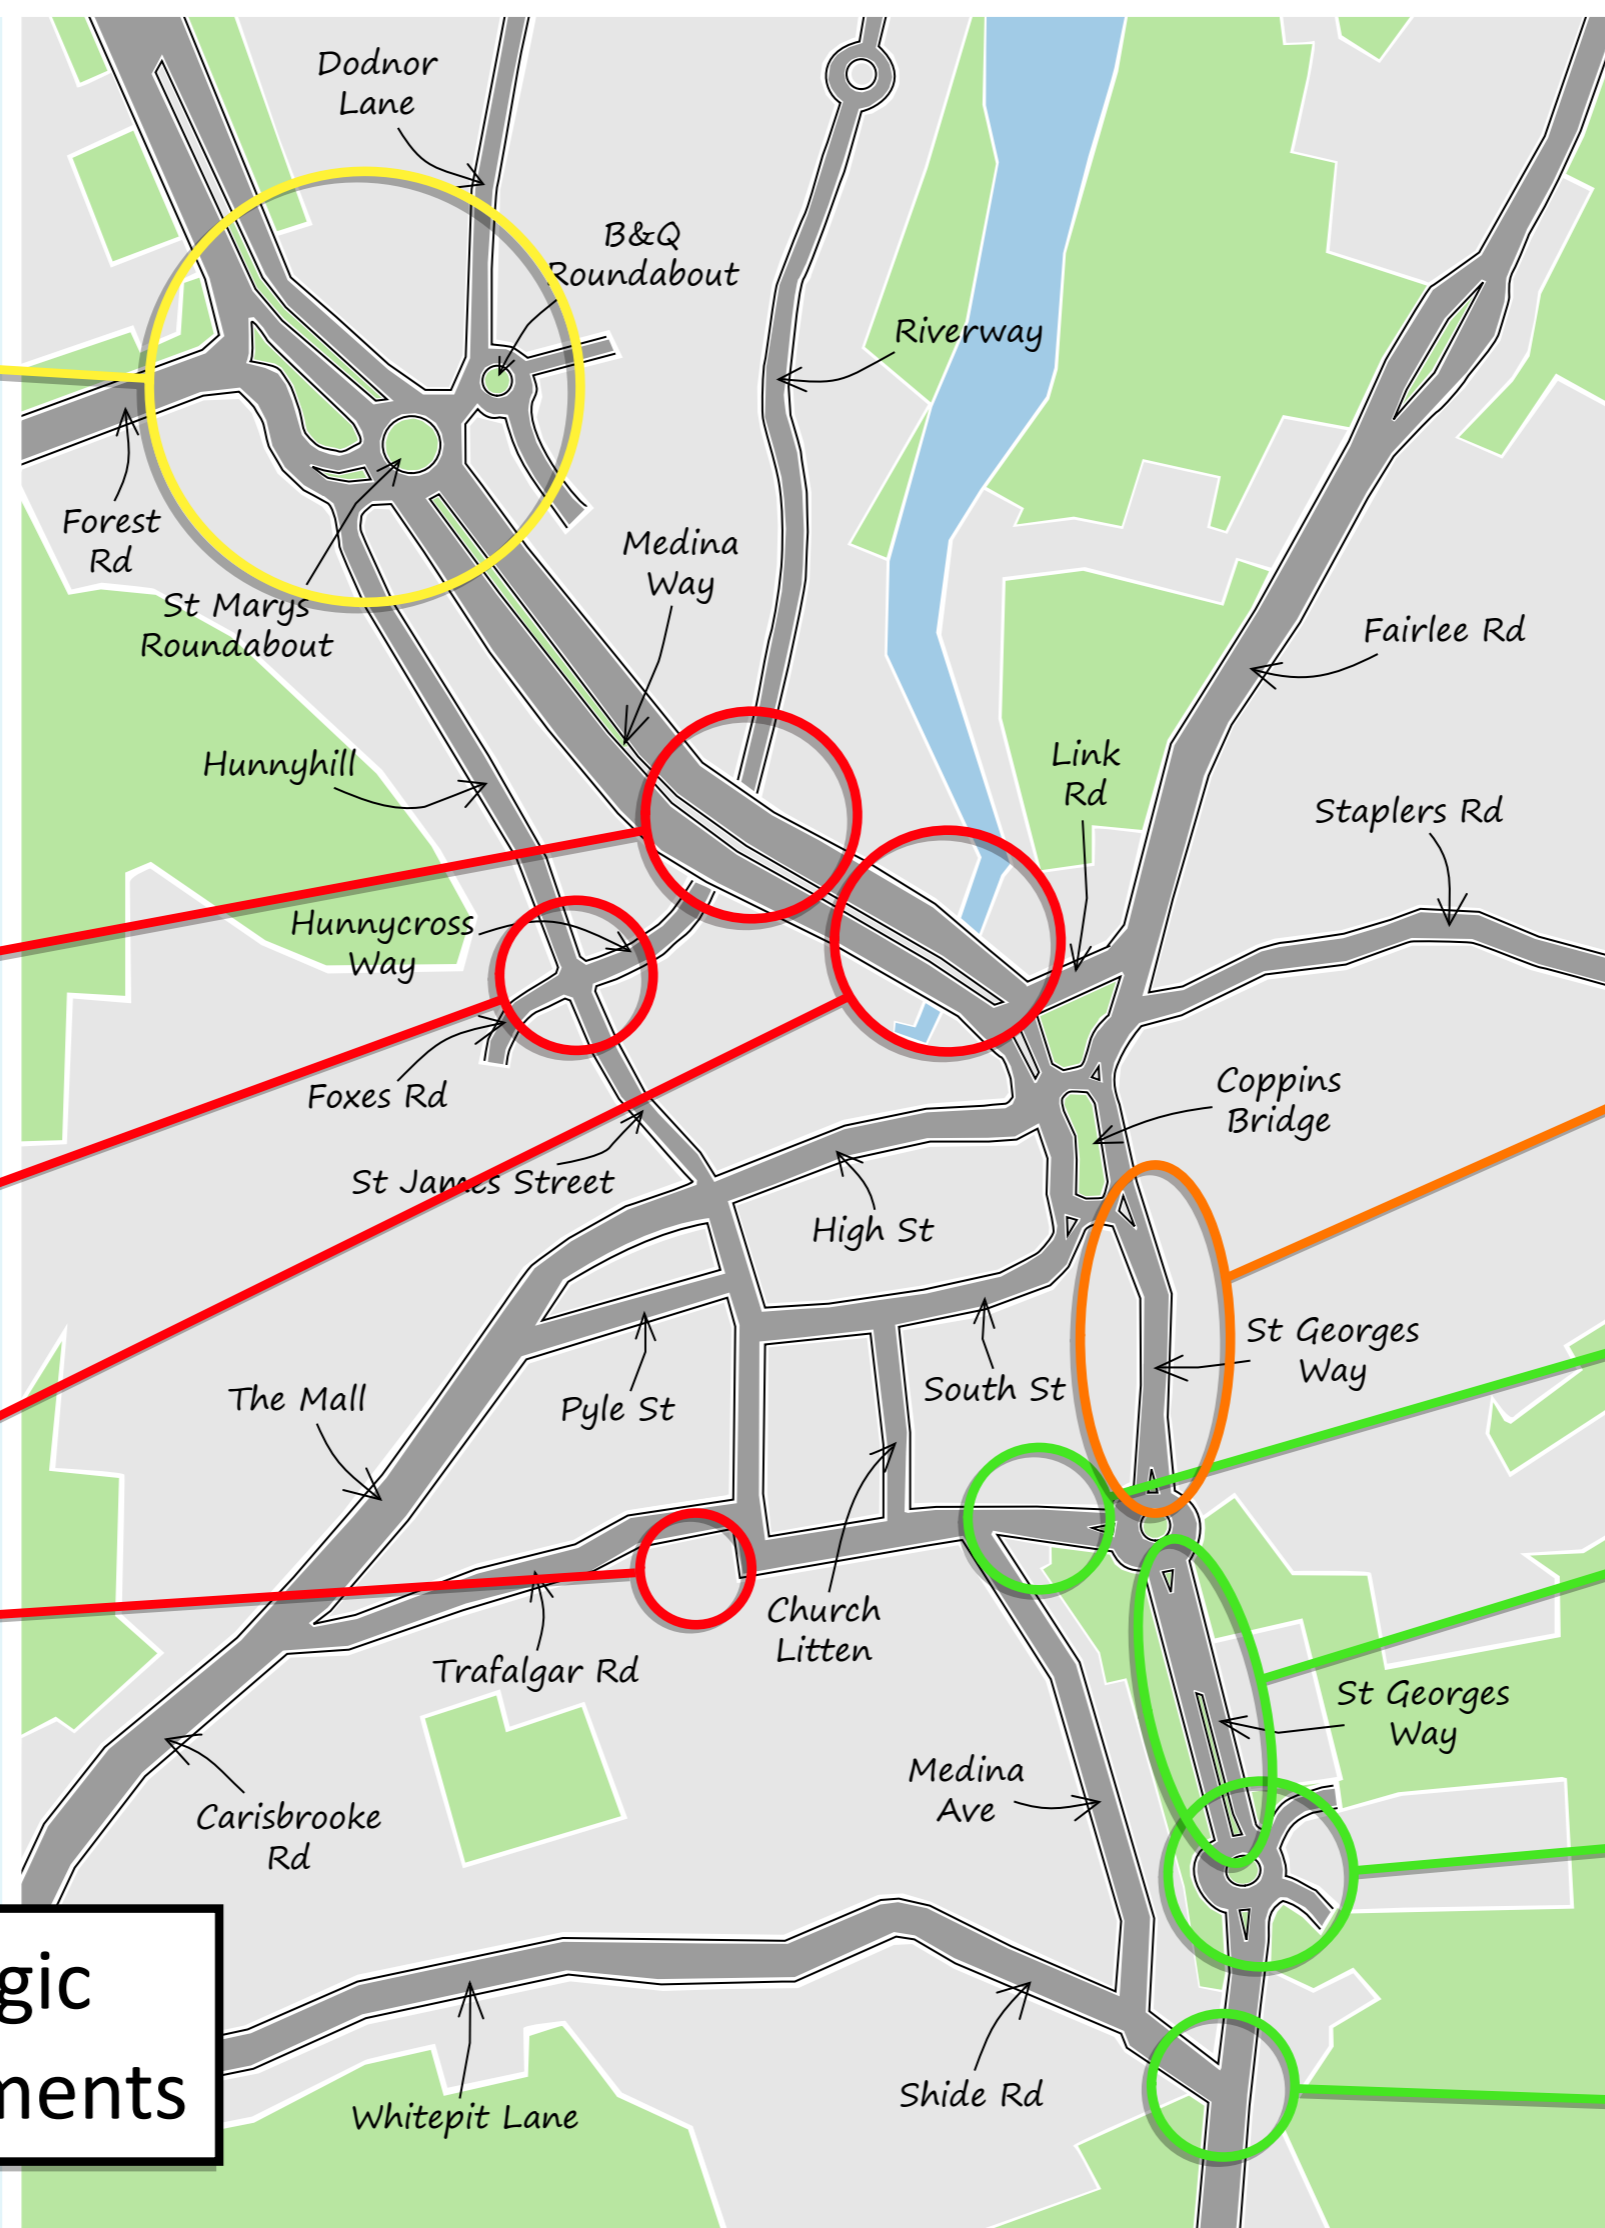 Dodnor
Lane
B&Q
Roundabout
Riverway
Forest
Rd
Medina
Way
St Marys
Roundabout
Fairlee Rd
Hunnyhill
Link
Rd
Staplers Rd
Hunnycross
Way
Foxes Rd
Coppins
Bridge
St James Street
High St
St Georges
Way
The Mall
Pyle St
South St
Church
Litten
Trafalgar Rd
St Georges
Way
Medina
Ave
Carisbrooke
Rd
gic
ments
Shide Rd
Whitepit Lane